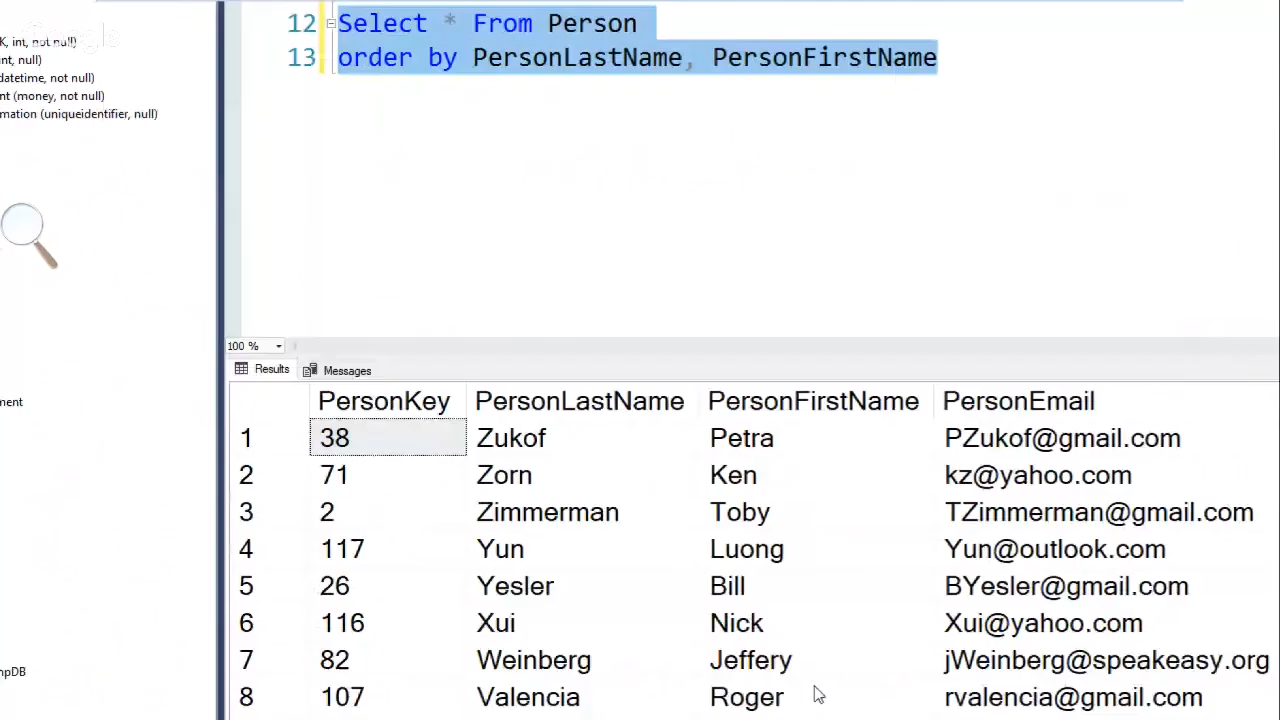 12 Select * From Person
13 order by PersonLastName, PersonFirstName
K, int, not null)
int, null)
datetime, not null)
nt (money, not null)
mation (uniqueidentifier, null)
ment
npDB
100 %
Results Messages
PersonKey PersonLastName PersonFirstName PersonEmail
1 38 Zukof Petra PZukof@gmail.com
2 71 Zorn Ken kz@yahoo.com
3 2 Zimmerman Toby TZimmerman@gmail.com
4 117 Yun Luong Yun@outlook.com
5 26 Yesler Bill BYesler@gmail.com
6 116 Xui Nick Xui@yahoo.com
7 82 Weinberg Jeffery jWeinberg@speakeasy.org
8 107 Valencia Roger rvalencia@gmail.com